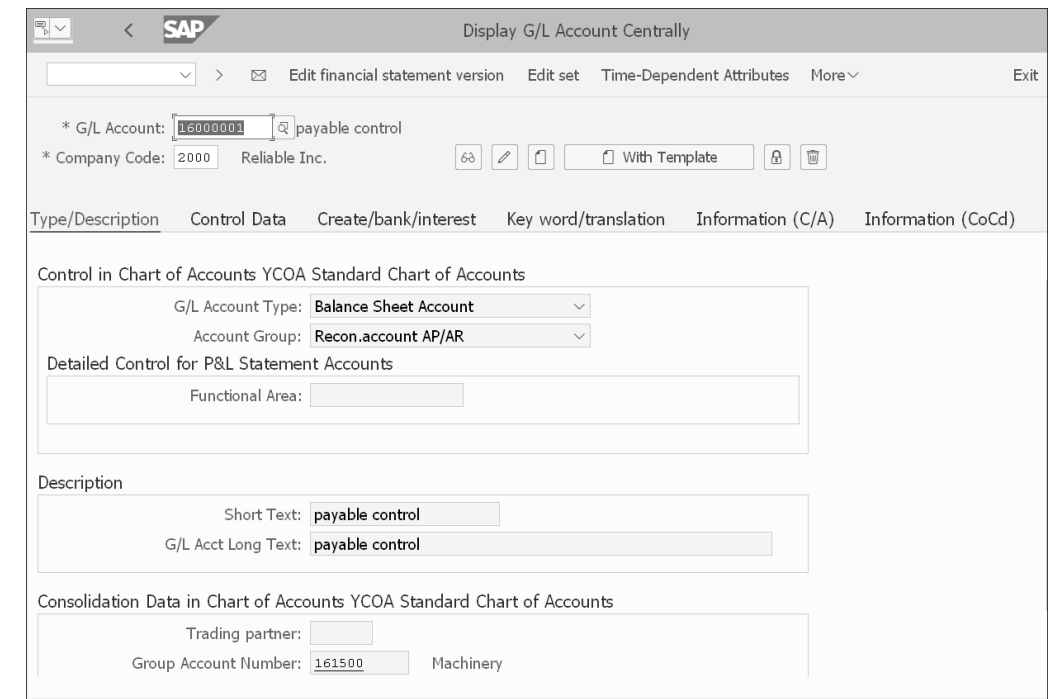 SAP Display G/L Account Centrally
Edit financial statement version Edit set Time-Dependent Attributes More Exit
* G/L Account: 16000001 payable control
* Company Code: 2000 Reliable Inc. With Template
Type/Description Control Data Create/bank/interest Key word/translation Information (C/A) Information (CoCd)
Control in Chart of Accounts YCOA Standard Chart of Accounts
G/L Account Type: Balance Sheet Account
Account Group: Recon.account AP/AR
Detailed Control for P&L Statement Accounts
Functional Area:
Description
Short Text: payable control
G/L Acct Long Text: payable control
Consolidation Data in Chart of Accounts YCOA Standard Chart of Accounts
Trading partner:
Group Account Number: 161500 Machinery